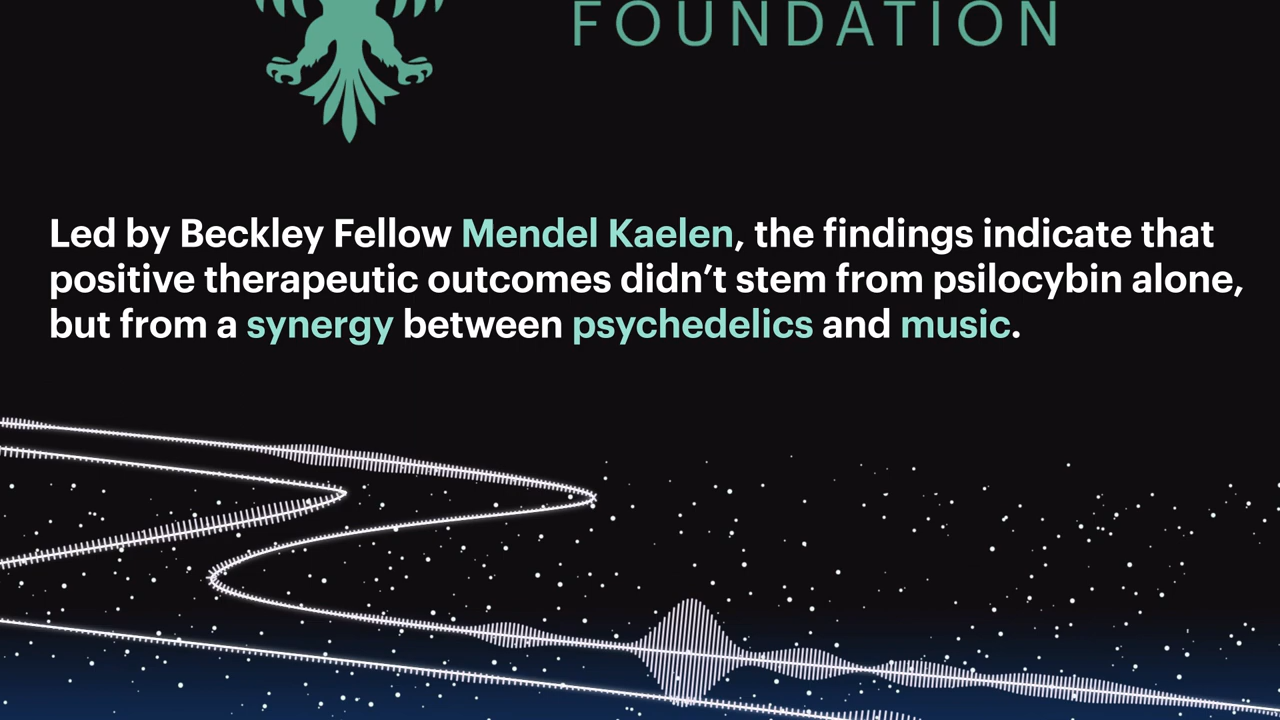 FOUNDATION
Led by Beckley Fellow Mendel Kaelen, the findings indicate that
positive therapeutic outcomes didn’t stem from psilocybin alone,
but from a synergy between psychedelics and music.